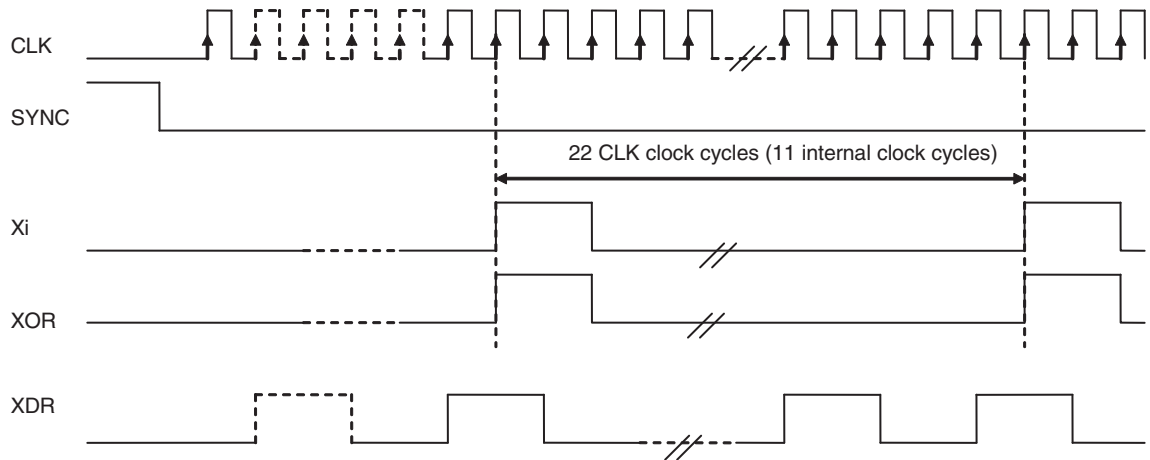 CLK
SYNC
22 CLK clock cycles (11 internal clock cycles)
Xi
XOR
XDR